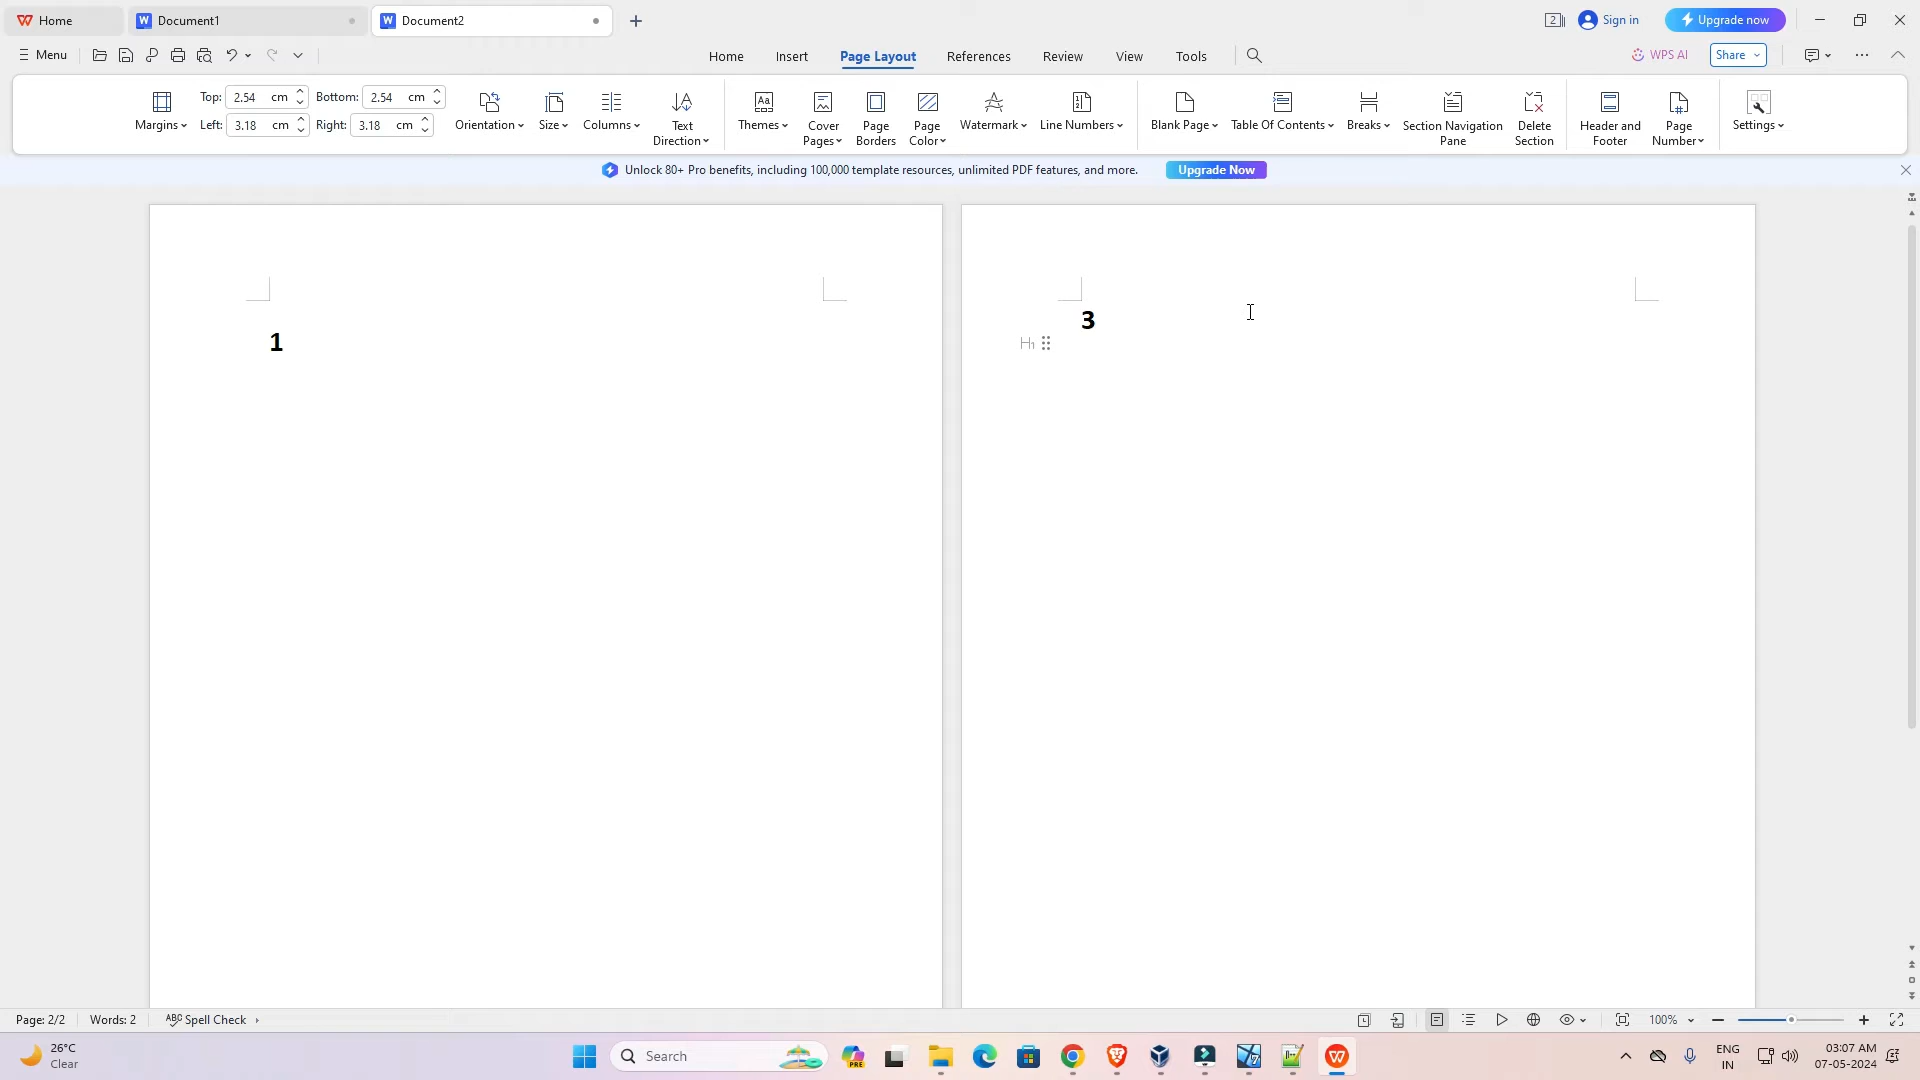 Home
Document1
Document2
2
Sign in
Upgrade now
Menu
Home
Insert
Page Layout
References
Review
View
Tools
WPS AI
Share
Margins
Top: 2.54 cm
Bottom: 2.54 cm
Left: 3.18 cm
Right: 3.18 cm
Orientation
Size
Columns
Text
Direction
Themes
Cover
Pages
Page
Borders
Page
Color
Watermark
Line Numbers
Blank Page
Table Of Contents
Breaks
Section Navigation
Pane
Delete
Section
Header and
Footer
Page
Number
Settings
Unlock 80+ Pro benefits, including 100,000 template resources, unlimited PDF features, and more.
Upgrade Now
1
3
H1
Page: 2/2
Words: 2
ABC Spell Check
100%
26°C
Clear
Search
PRE
ENG
IN
03:07 AM
07-05-2024